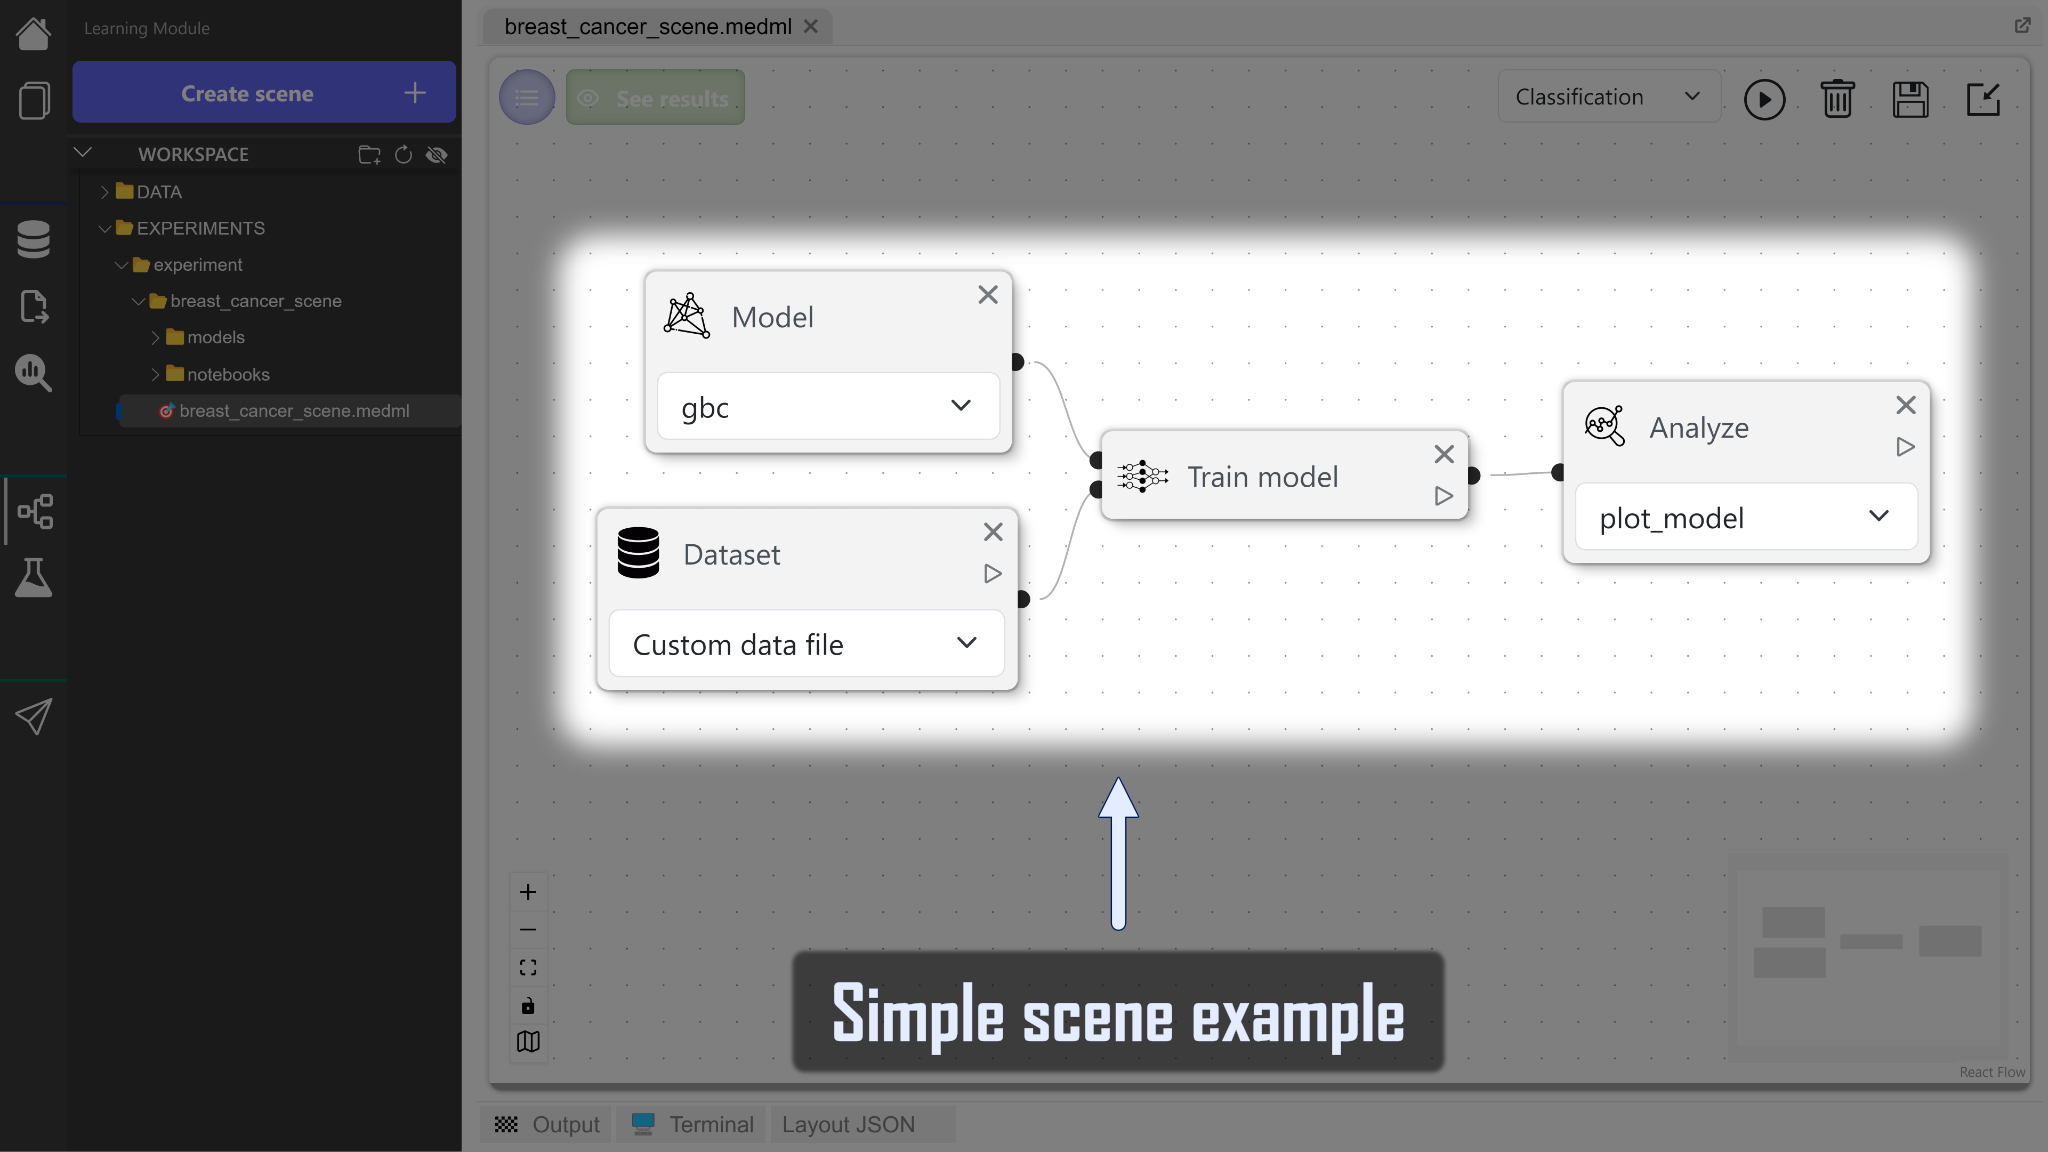 Learning Module
Create scene
WORKSPACE
DATA
EXPERIMENTS
experiment
breast_cancer_scene
models
notebooks
breast_cancer_scene.medml
breast_cancer_scene.medml
See results
Classification
Model
gbc
Dataset
Custom data file
Train model
Analyze
plot_model
Simple scene example
React Flow
Output
Terminal
Layout JSON